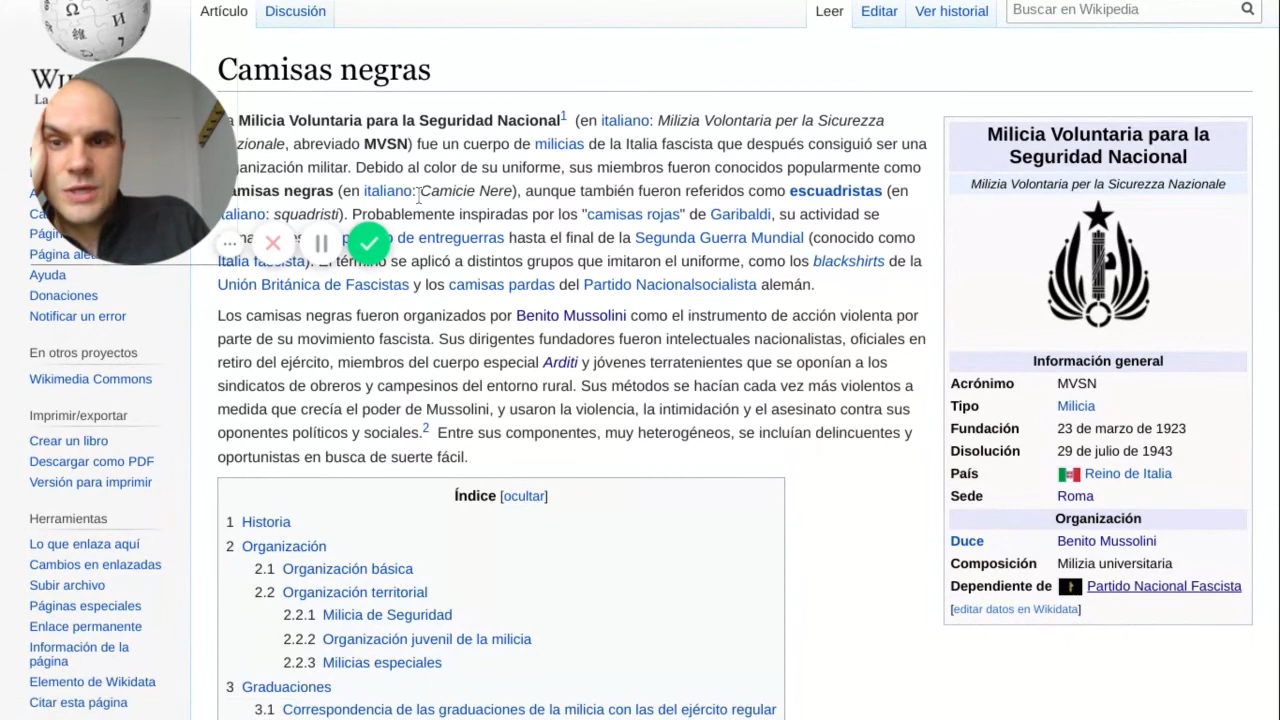 Artículo Discusión Leer Editar Ver historial Buscar en Wikipedia
Camisas negras
Milicia Voluntaria para la Seguridad Nacional1 (en italiano: Milizia Volontaria per la Sicurezza
abreviado MVSN) fue un cuerpo de milicias de la Italia fascista que después consiguió ser una
militar. Debido al color de su uniforme, sus miembros fueron conocidos popularmente como
negras (en italiano: Camicie Nere), aunque también fueron referidos como escuadristas (en
squadristi). Probablemente inspiradas por los "camisas rojas" de Garibaldi, su actividad se
de entreguerras hasta el final de la Segunda Guerra Mundial (conocido como
Italia se aplicó a distintos grupos que imitaron el uniforme, como los blackshirts de la
Unión Británica de Fascistas y los camisas pardas del Partido Nacionalsocialista alemán.
Los camisas negras fueron organizados por Benito Mussolini como el instrumento de acción violenta por
parte de su movimiento fascista. Sus dirigentes fundadores fueron intelectuales nacionalistas, oficiales en
retiro del ejército, miembros del cuerpo especial Arditi y jóvenes terratenientes que se oponían a los
sindicatos de obreros y campesinos del entorno rural. Sus métodos se hacían cada vez más violentos a
medida que crecía el poder de Mussolini, y usaron la violencia, la intimidación y el asesinato contra sus
oponentes políticos y sociales.2 Entre sus componentes, muy heterogéneos, se incluían delincuentes y
oportunistas en busca de suerte fácil.
Índice [ocultar]
1 Historia
2 Organización
2.1 Organización básica
2.2 Organización territorial
2.2.1 Milicia de Seguridad
2.2.2 Organización juvenil de la milicia
2.2.3 Milicias especiales
3 Graduaciones
3.1 Correspondencia de las graduaciones de la milicia con las del ejército regular
Milicia Voluntaria para la
Seguridad Nacional
Milizia Volontaria per la Sicurezza Nazionale
Información general
Acrónimo MVSN
Tipo Milicia
Fundación 23 de marzo de 1923
Disolución 29 de julio de 1943
País Reino de Italia
Sede Roma
Organización
Duce Benito Mussolini
Composición Milizia universitaria
Dependiente de Partido Nacional Fascista
[editar datos en Wikidata]
Ayuda
Donaciones
Notificar un error
En otros proyectos
Wikimedia Commons
Imprimir/exportar
Crear un libro
Descargar como PDF
Versión para imprimir
Herramientas
Lo que enlaza aquí
Cambios en enlazadas
Subir archivo
Páginas especiales
Enlace permanente
Información de la
página
Elemento de Wikidata
Citar esta página